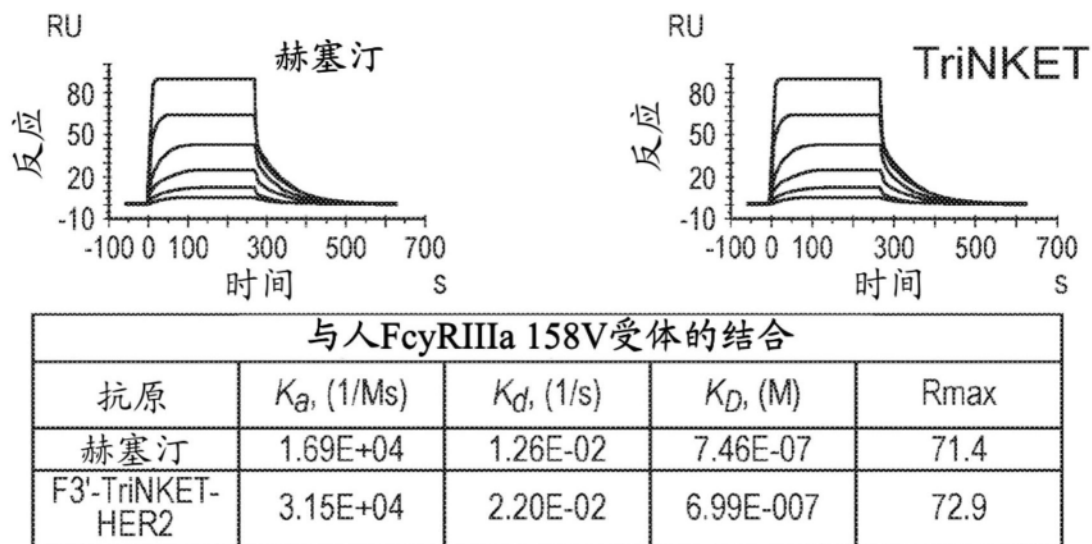 RU
赫塞汀
反应
80
50
20
-10
-100 0 100 300 500 700
时间 s
RU
TriNKET
反应
80
50
20
-10
-100 0 100 300 500 700
时间 s
与人FcyRIIIa 158V受体的结合
抗原 Ka, (1/Ms) Kd, (1/s) KD, (M) Rmax
赫塞汀 1.69E+04 1.26E-02 7.46E-07 71.4
F3'-TriNKET-
HER2 3.15E+04 2.20E-02 6.99E-007 72.9